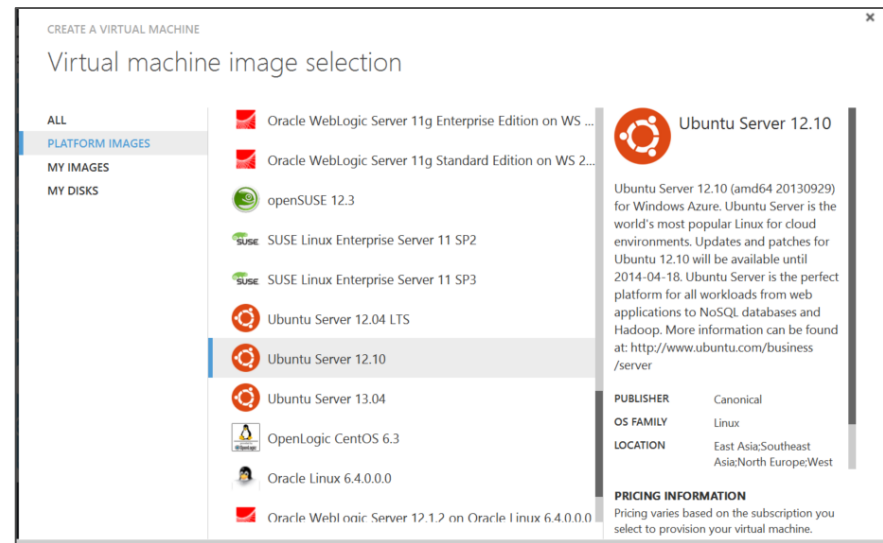 CREATE A VIRTUAL MACHINE
Virtual machine image selection
ALL
PLATFORM IMAGES
MY IMAGES
MY DISKS
Oracle WebLogic Server 11g Enterprise Edition on WS ...
Oracle WebLogic Server 11g Standard Edition on WS 2...
openSUSE 12.3
SUSE Linux Enterprise Server 11 SP2
SUSE Linux Enterprise Server 11 SP3
Ubuntu Server 12.04 LTS
Ubuntu Server 12.10
Ubuntu Server 13.04
OpenLogic CentOS 6.3
Oracle Linux 6.4.0.0.0
Oracle WebLogic Server 12.1.2 on Oracle Linux 6.4.0.0.0
Ubuntu Server 12.10
Ubuntu Server 12.10 (amd64 20130929)
for Windows Azure. Ubuntu Server is the
world's most popular Linux for cloud
environments. Updates and patches for
Ubuntu 12.10 will be available until
2014-04-18. Ubuntu Server is the perfect
platform for all workloads from web
applications to NoSQL databases and
Hadoop. More information can be found
at: http://www.ubuntu.com/business
/server
PUBLISHER Canonical
OS FAMILY Linux
LOCATION East Asia;Southeast
Asia;North Europe;West
PRICING INFORMATION
Pricing varies based on the subscription you
select to provision your virtual machine.